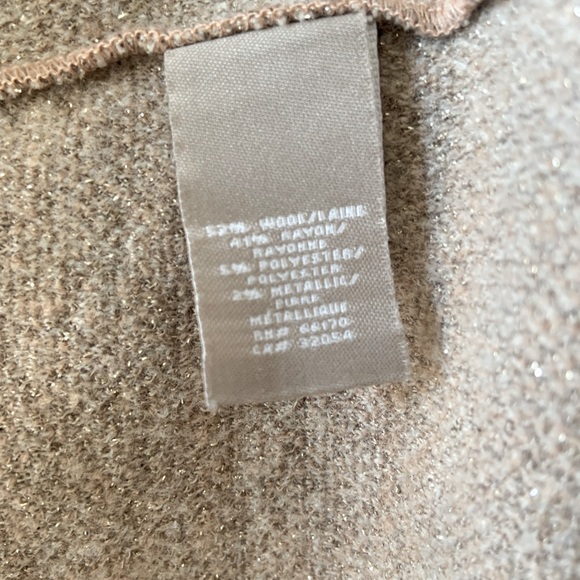 52% WOOL/LAINE
41% RAYON/
RAYONNE
5% POLYESTER/
POLYESTER
2% METALLIC/
FIBRE
MÉTALLIQUE
RN# 66170
CA# 32054